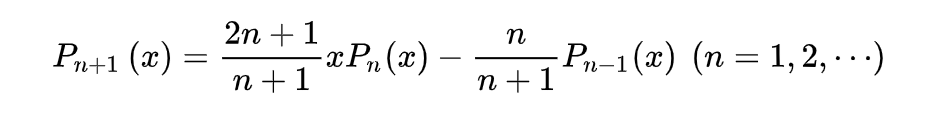 $P_{n+1}(x) = \frac{2n+1}{n+1} x P_n(x) - \frac{n}{n+1} P_{n-1}(x) \ (n = 1, 2, \cdots)$